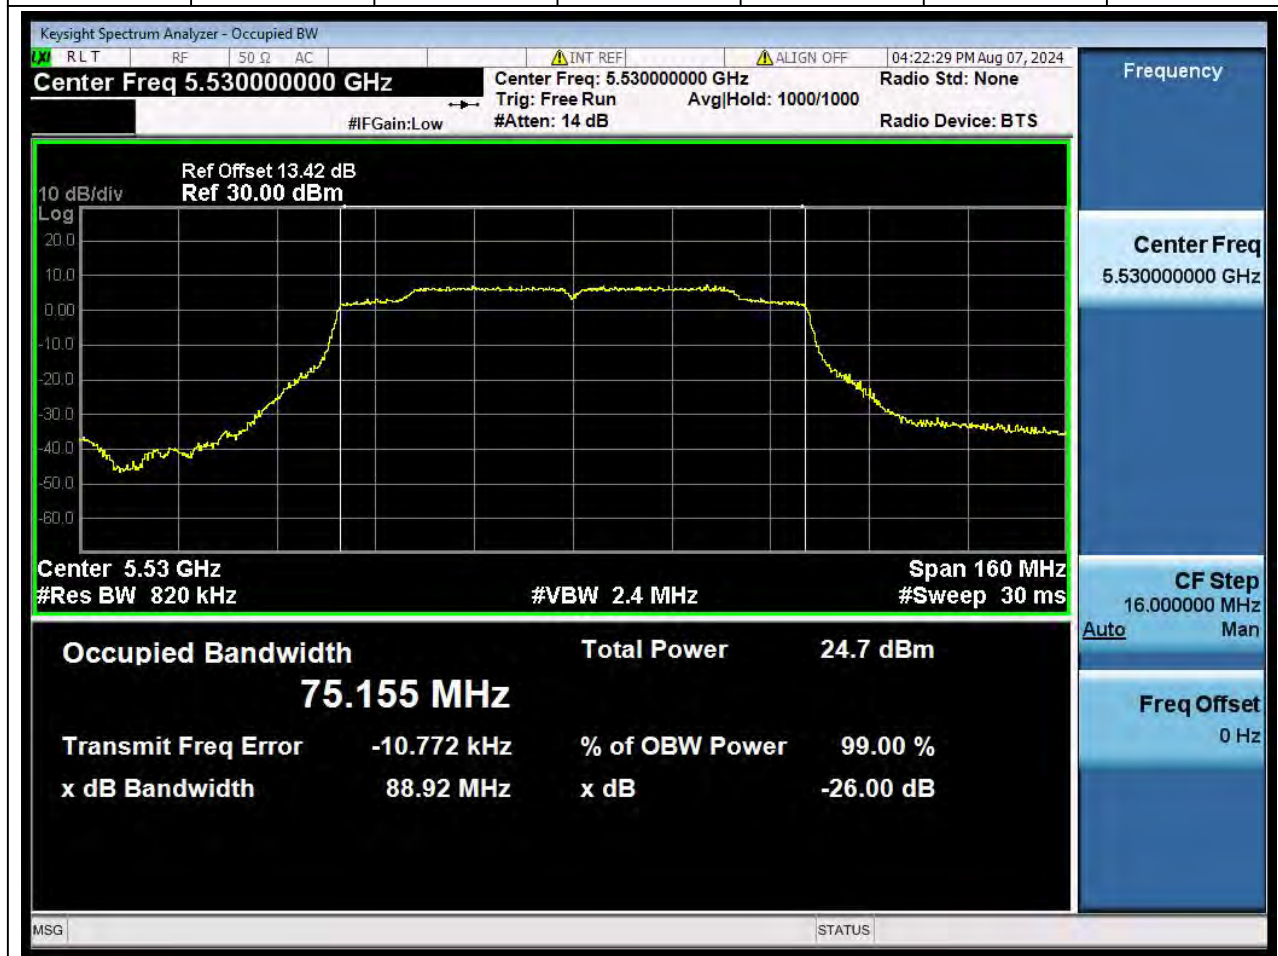 Keysight Spectrum Analyzer - Occupied BW
LXI RLT RF 50 Ω AC INT REF ALIGN OFF 04:22:29 PM Aug 07, 2024
Center Freq 5.530000000 GHz
Center Freq: 5.530000000 GHz Radio Std: None
Trig: Free Run Avg|Hold: 1000/1000
#IFGain:Low #Atten: 14 dB Radio Device: BTS
Ref Offset 13.42 dB
10 dB/div Ref 30.00 dBm
Log
20.0
10.0
0.00
-10.0
-20.0
-30.0
-40.0
-50.0
-60.0
Center 5.53 GHz Span 160 MHz
#Res BW 820 kHz #VBW 2.4 MHz #Sweep 30 ms
Occupied Bandwidth Total Power 24.7 dBm
75.155 MHz
Transmit Freq Error -10.772 kHz % of OBW Power 99.00 %
x dB Bandwidth 88.92 MHz x dB -26.00 dB
MSG STATUS
Frequency
Center Freq
5.530000000 GHz
CF Step
16.000000 MHz
Auto Man
Freq Offset
0 Hz